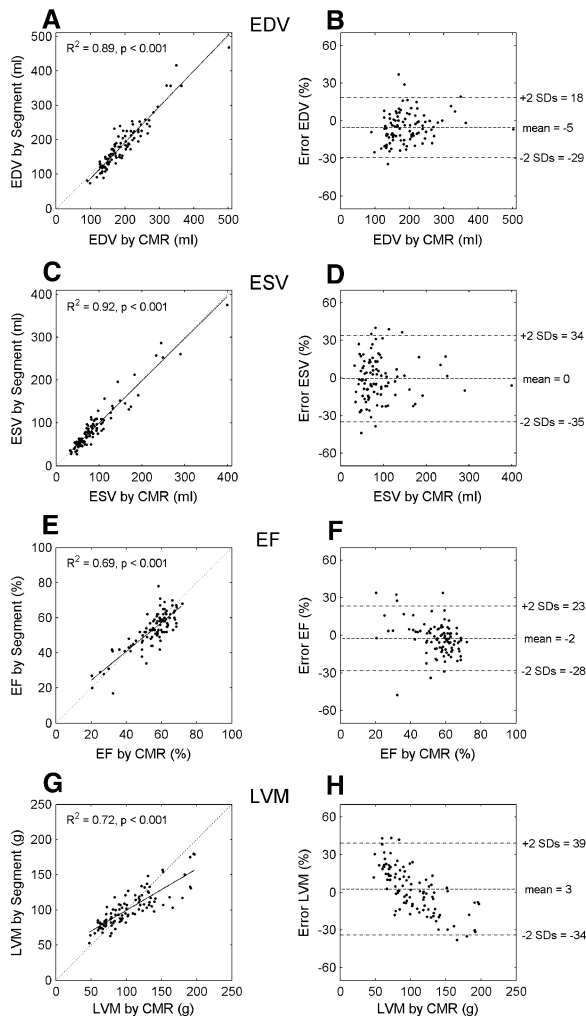 A
EDV
B
R² = 0.89, p < 0.001
EDV by Segment (ml)
500
400
300
200
100
0
0 100 200 300 400 500
EDV by CMR (ml)
Error EDV (%)
60
30
0
-30
-60
0 100 200 300 400 500
EDV by CMR (ml)
+2 SDs = 18
mean = -5
-2 SDs = -29
C
ESV
D
R² = 0.92, p < 0.001
ESV by Segment (ml)
400
300
200
100
0
0 100 200 300 400
ESV by CMR (ml)
Error ESV (%)
60
30
0
-30
-60
0 100 200 300 400
ESV by CMR (ml)
+2 SDs = 34
mean = 0
-2 SDs = -35
E
EF
F
R² = 0.69, p < 0.001
EF by Segment (%)
100
80
60
40
20
0
0 20 40 60 80 100
EF by CMR (%)
Error EF (%)
60
30
0
-30
-60
0 20 40 60 80 100
EF by CMR (%)
+2 SDs = 23
mean = -2
-2 SDs = -28
G
LVM
H
R² = 0.72, p < 0.001
LVM by Segment (g)
250
200
150
100
50
0
0 50 100 150 200 250
LVM by CMR (g)
Error LVM (%)
60
30
0
-30
-60
0 50 100 150 200 250
LVM by CMR (g)
+2 SDs = 39
mean = 3
-2 SDs = -34